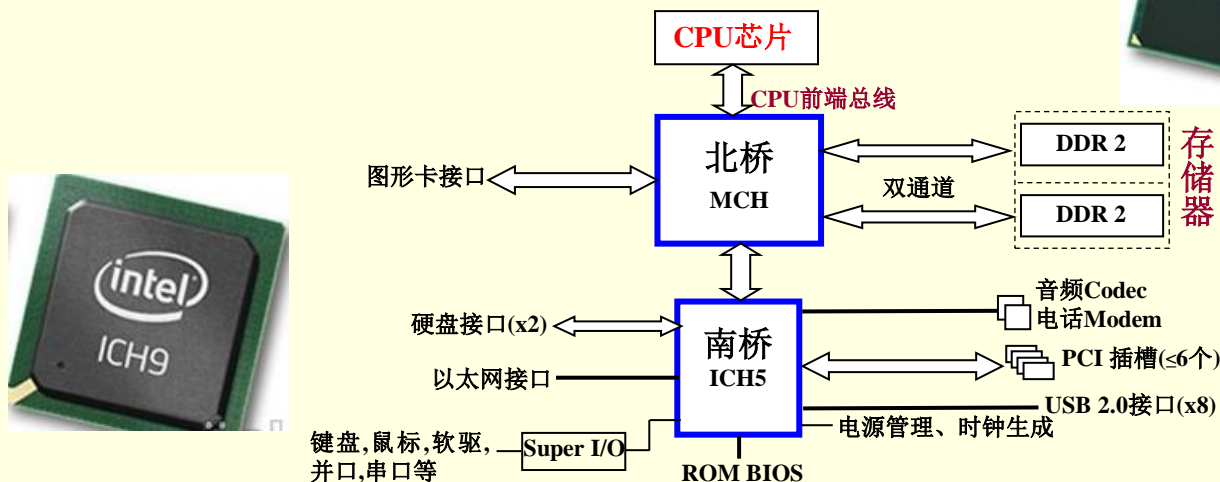 CPU芯片
CPU前端总线
北桥
MCH
图形卡接口
双通道
DDR 2
DDR 2
存储器
intel
ICH9
南桥
ICH5
硬盘接口(x2)
以太网接口
键盘,鼠标,软驱,
并口,串口等
Super I/O
ROM BIOS
音频Codec
电话Modem
PCI 插槽(≤6个)
USB 2.0接口(x8)
电源管理、时钟生成